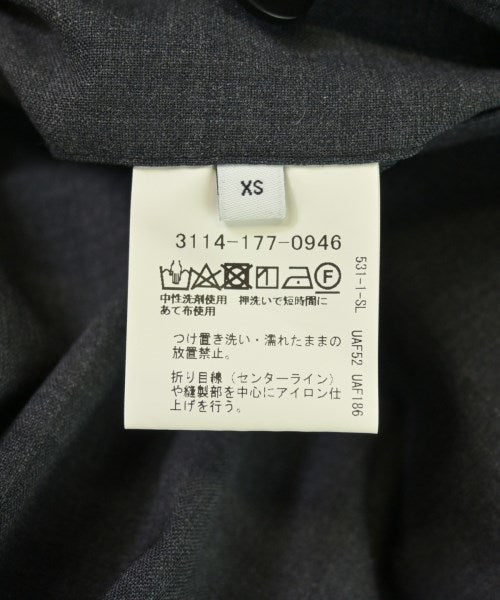 XS
3114-177-0946
中性洗剤使用 押洗いで短時間に
あて布使用
つけ置き洗い・濡れたままの
放置禁止。
折り目線(センターライン)
や縫製部を中心にアイロン仕
上げを行う。
531-1-SL UAF52 UAF186
F